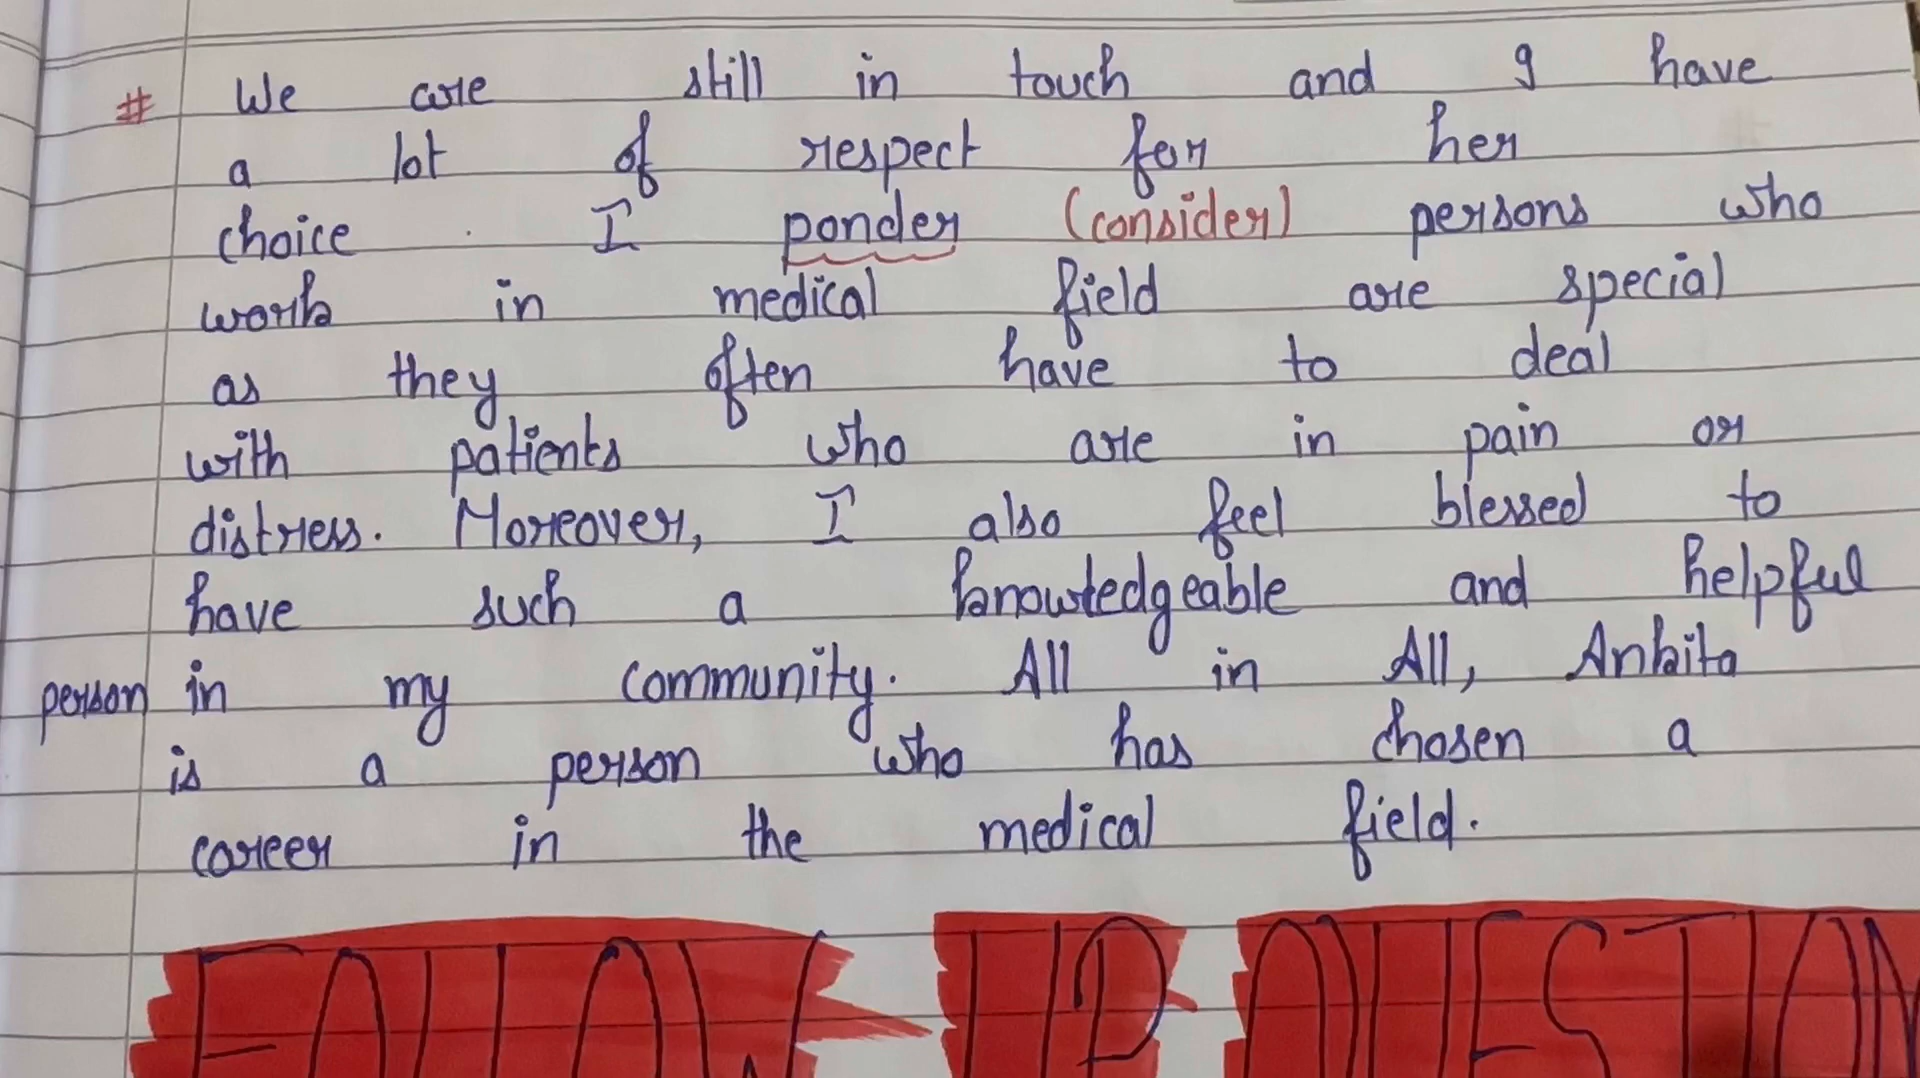 # We are still in touch and I have
a lot of respect for her
choice. I ponder (consider) persons who
work in medical field are special
as they often have to deal
with patients who are in pain or
distress. Moreover, I also feel blessed to
have such a knowledgeable and helpful
person in my community. All in All, Ankita
is a person who has chosen a
career in the medical field.
FOLLOW UP QUESTION